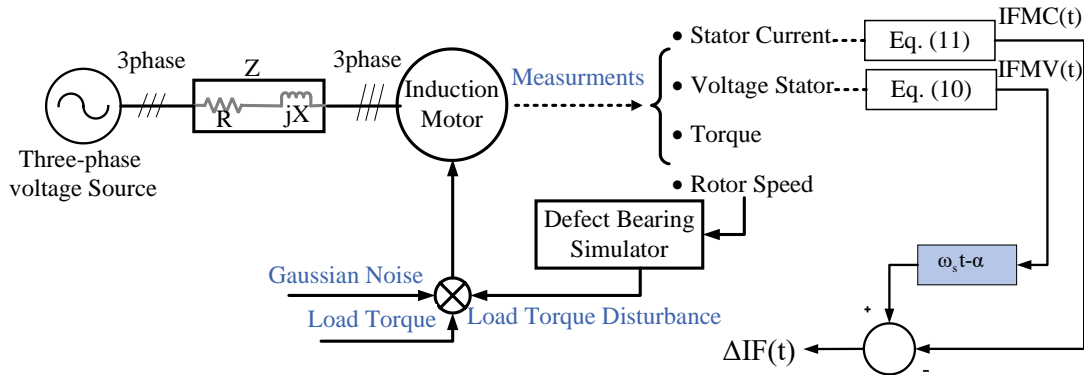 3phase
Z
3phase
R
jX
Three-phase
voltage Source
Induction
Motor
Measurments
• Stator Current
• Voltage Stator
• Torque
• Rotor Speed
Eq. (11)
Eq. (10)
IFMC(t)
IFMV(t)
Defect Bearing
Simulator
Gaussian Noise
Load Torque
Load Torque Disturbance
ωst-α
+
-
ΔIF(t)